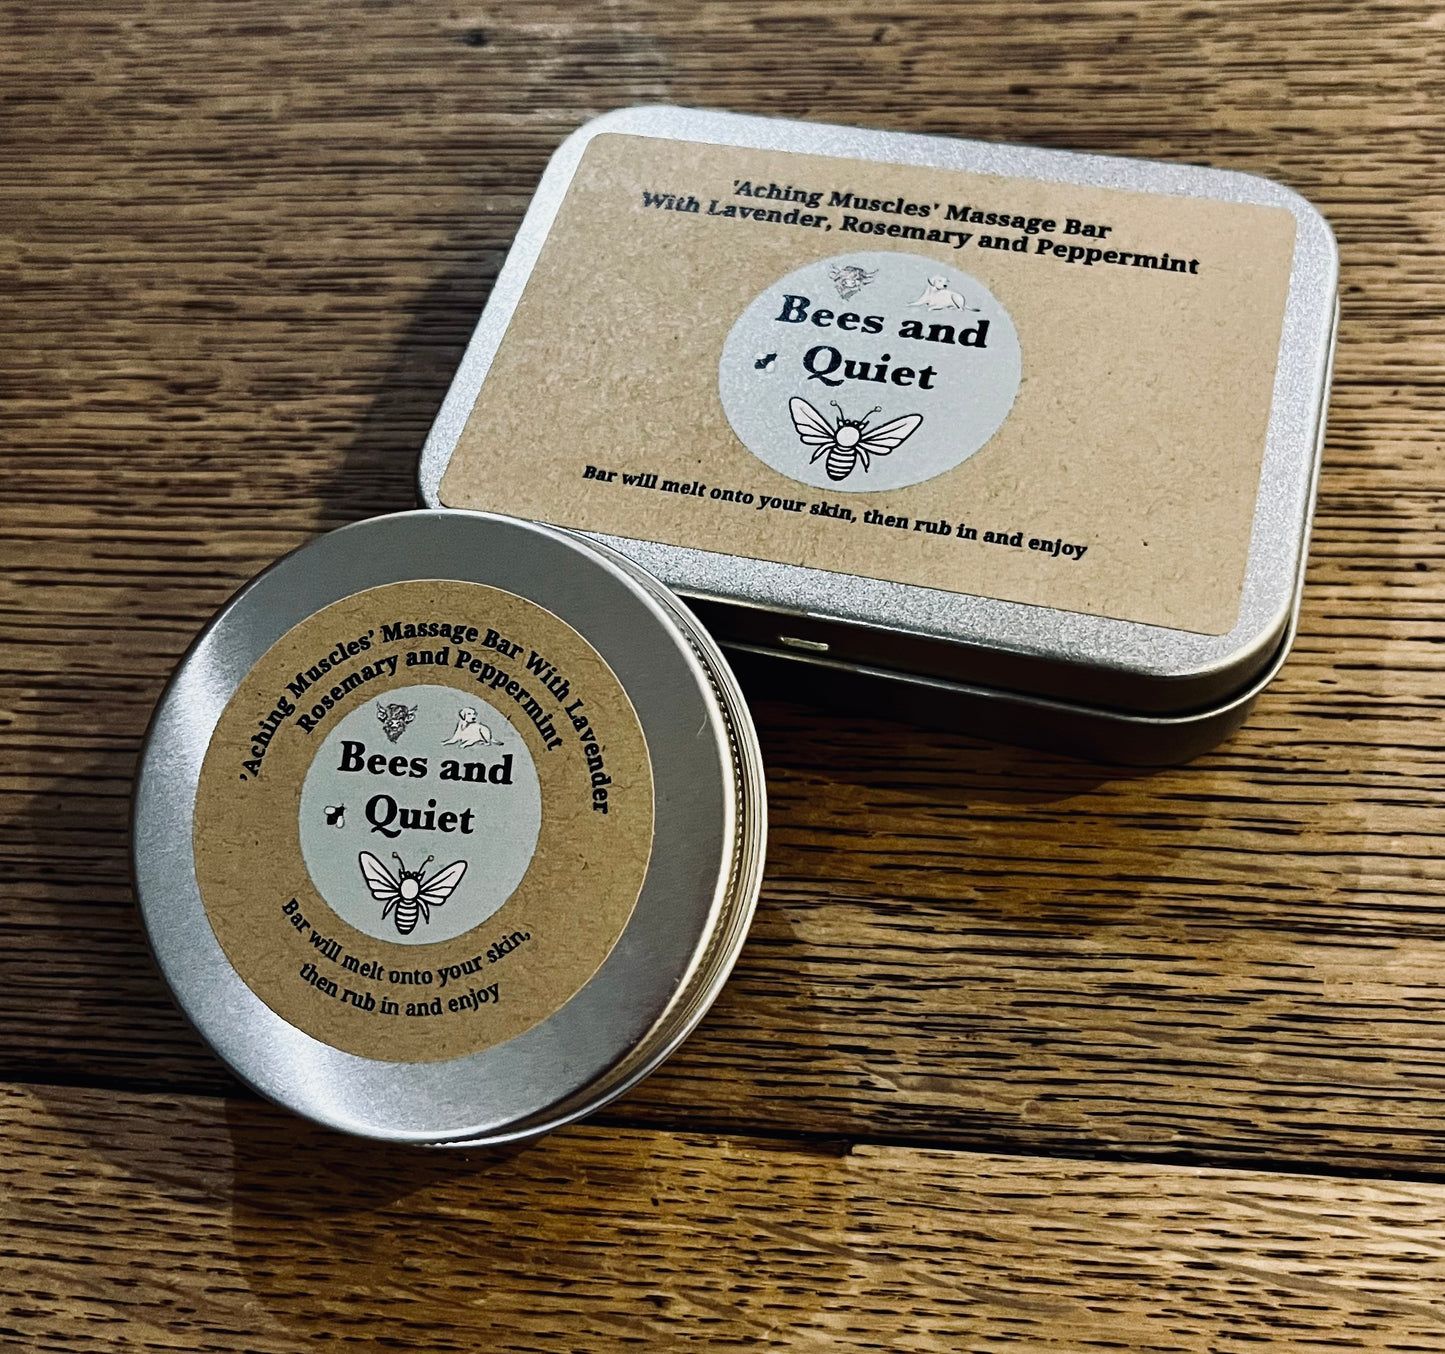 'Aching Muscles' Massage Bar
With Lavender, Rosemary and Peppermint
Bees and
Quiet
Bar will melt onto your skin, then rub in and enjoy
'Aching Muscles' Massage Bar With Lavender
Rosemary and Peppermint
Bees and
Quiet
Bar will melt onto your skin,
then rub in and enjoy